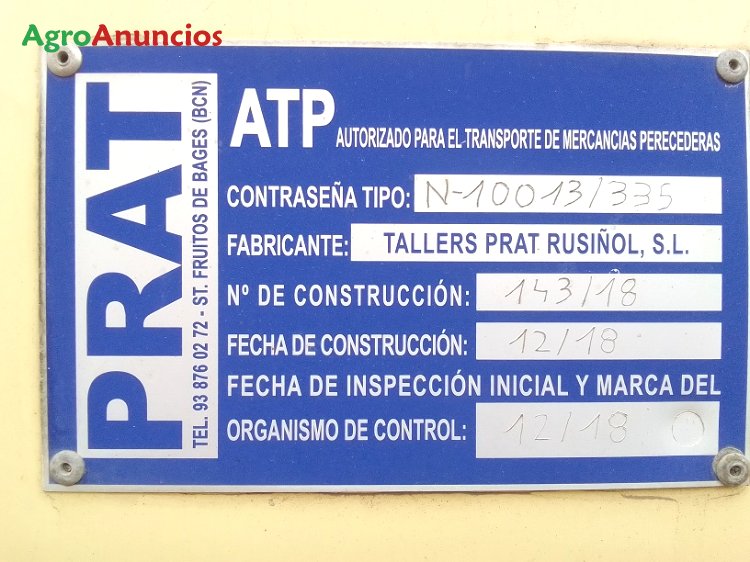 AgroAnuncios
PRAT
TEL. 93 876 02 72 - ST. FRUITOS DE BAGES (BCN)
ATP AUTORIZADO PARA EL TRANSPORTE DE MERCANCIAS PERECEDERAS
CONTRASEÑA TIPO: N-10013/335
FABRICANTE: TALLERS PRAT RUSIÑOL, S.L.
Nº DE CONSTRUCCIÓN: 143/18
FECHA DE CONSTRUCCIÓN: 12/18
FECHA DE INSPECCIÓN INICIAL Y MARCA DEL
ORGANISMO DE CONTROL: 12/18